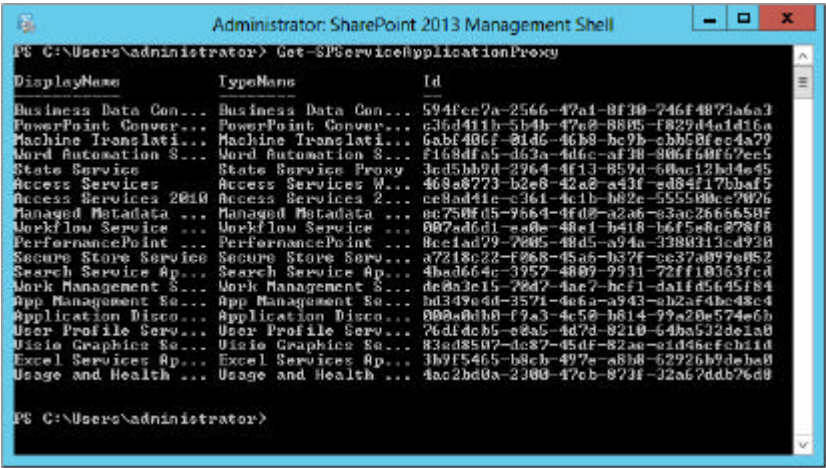 Administrator: SharePoint 2013 Management Shell
PS C:\Users\administrator> Get-SPServiceApplicationProxy
DisplayName TypeName Id
Business Data Con... Business Data Con... 594fee7a-2566-47a1-8f30-746f4873a6a3
PowerPoint Conver... PowerPoint Conver... c36d411b-5b4b-47e0-8805-f829d4a1d16a
Machine Translati... Machine Translati... 6abf406f-01d6-46b8-bc9b-cbb50fec4a79
Word Automation S... Word Automation S... f168dfa5-d63a-4d6c-af38-806f60f67ec5
State Service State Service Proxy 3cd5bb9d-2964-4f13-859d-60ac12bd4e45
Access Services Access Services W... 468a8773-b2e8-42a0-a43f-ed84f17bbaf5
Access Services 2010 Access Services 2... ce8ad41e-c361-4c1b-b82e-555500ce7076
Managed Metadata ... Managed Metadata ... ec750fd5-9664-4fd0-a2a6-e3ac2666650f
Workflow Service ... Workflow Service ... 007ad6d1-ea0e-48e1-b418-b6f5e8c078f8
PerformancePoint ... PerformancePoint ... 8ce1ad79-7005-48d5-a94a-3380313cd930
Secure Store Service Secure Store Serv... a7218c22-f068-45a6-b37f-ce37a099e052
Search Service Ap... Search Service Ap... 4bad664c-3957-4809-9931-72ff10363fcd
Work Management S... Work Management S... de0a3e15-70d7-4ae7-bcf1-da1fd5645f84
App Management Se... App Management Se... bd349e4d-3571-4e6a-a943-eb2af4bc48c4
Application Disco... Application Disco... 000a0db0-f9a3-4c50-b814-99a20e574e6b
User Profile Serv... User Profile Serv... 76dfdcb5-e0a5-4d7d-8210-64ba532de1a0
Visio Graphics Se... Visio Graphics Se... 83ed8507-dc87-45df-82ae-e1d46cfcb11d
Excel Services Ap... Excel Services Ap... 3b9f5465-b8cb-497e-a8b8-62926b9deba0
Usage and Health ... Usage and Health ... 4ac2bd0a-2300-47cb-873f-32a67ddb76d8
PS C:\Users\administrator>